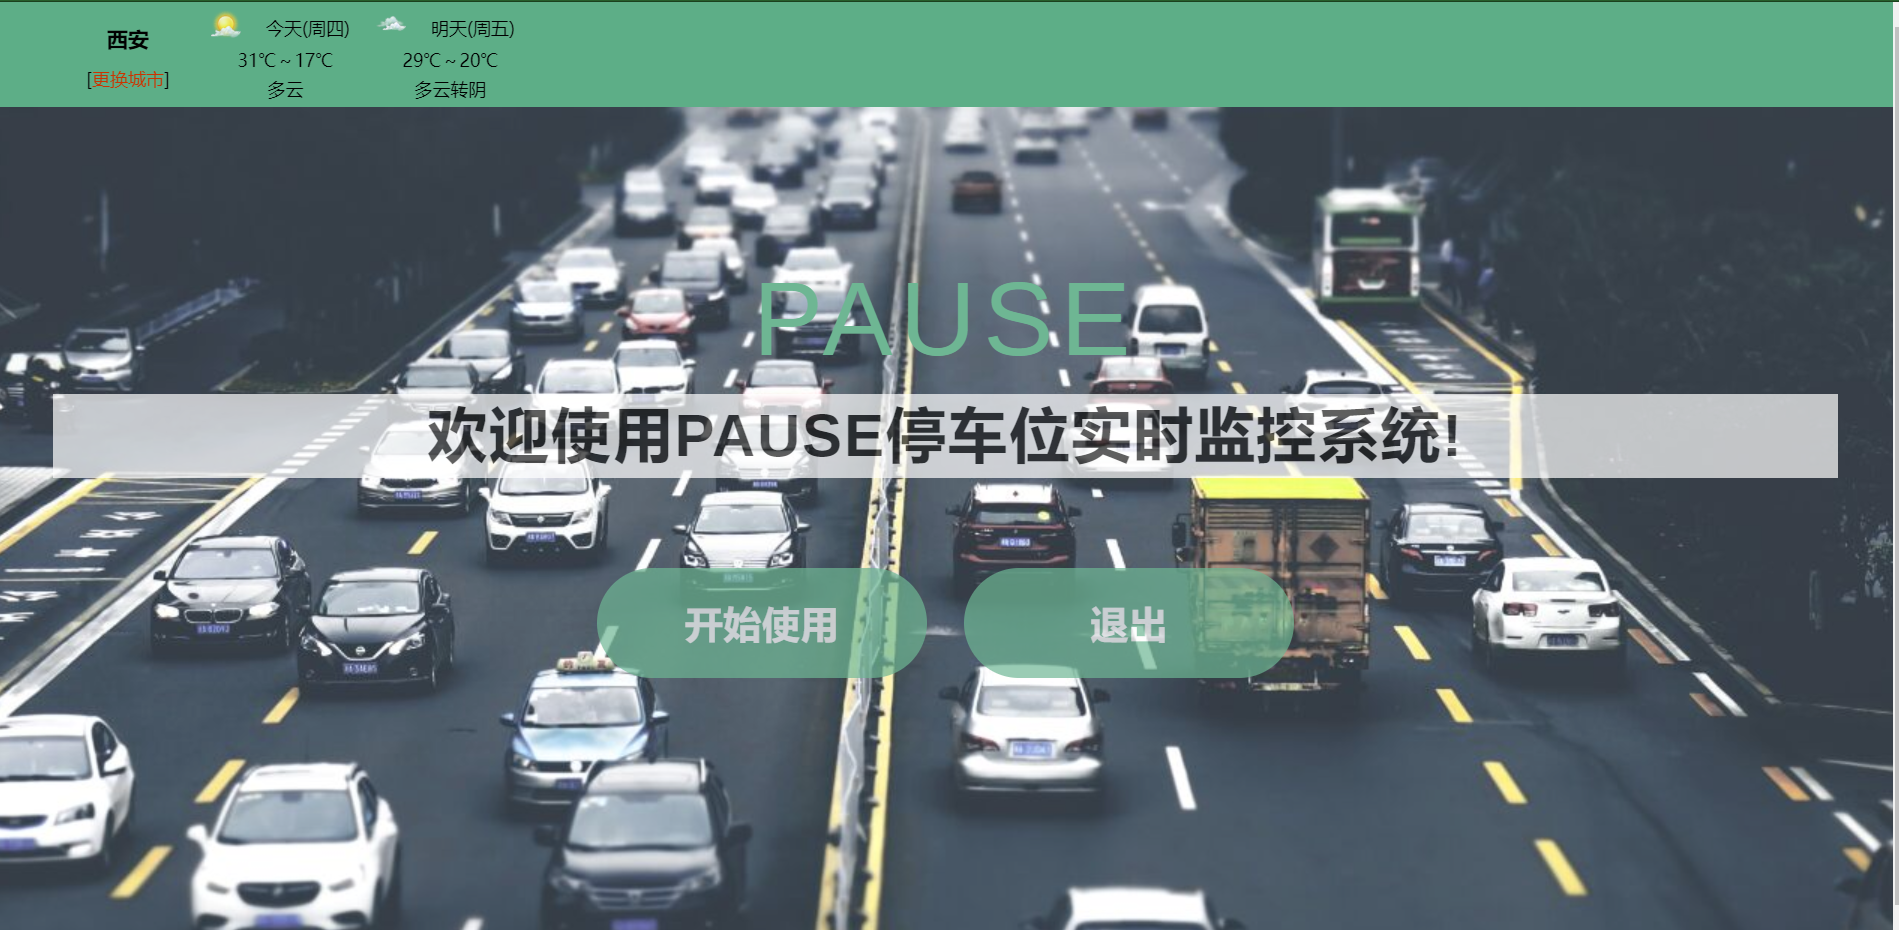 西安
[更换城市]
今天(周四)
31℃ ~ 17℃
多云
明天(周五)
29℃ ~ 20℃
多云转阴
PAUSE
欢迎使用PAUSE停车位实时监控系统!
开始使用
退出